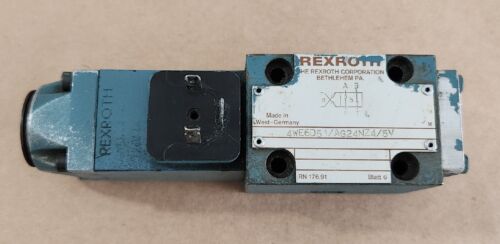 REXROTH
REXROTH
THE REXROTH CORPORATION
BETHLEHEM PA.
A B
Made in
West-Germany
4WE6D51/AG24NZ4/5V
RN 176.91 Blatt 6